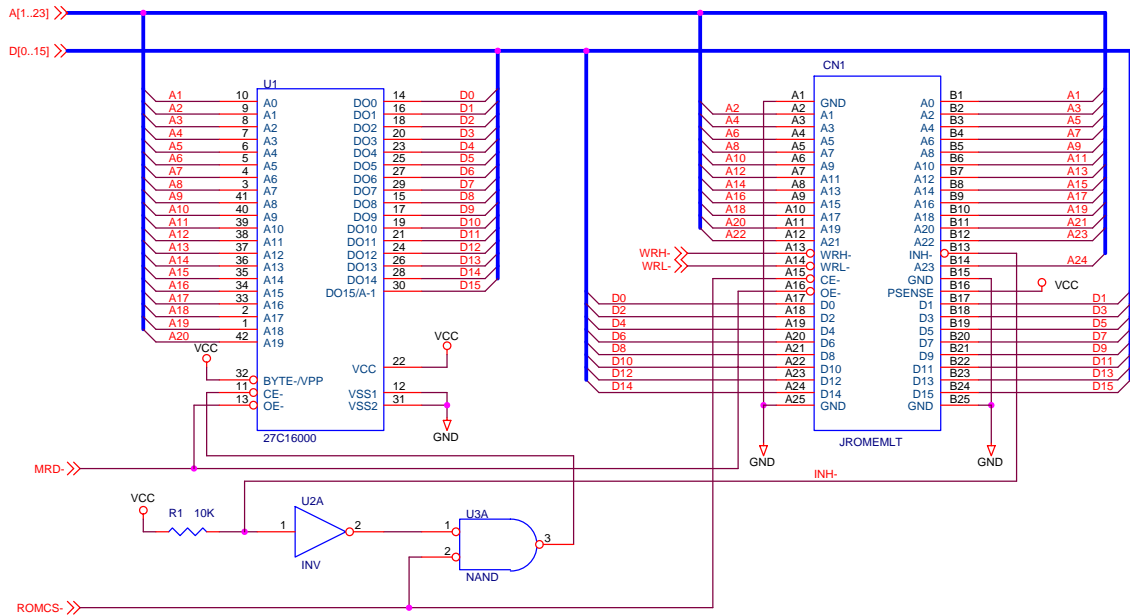 A[1..23]
D[0..15]
U1
A1 10 A0 DO0 14 D0
A2 9 A1 DO1 16 D1
A3 8 A2 DO2 18 D2
A4 7 A3 DO3 20 D3
A5 6 A4 DO4 23 D4
A6 5 A5 DO5 25 D5
A7 4 A6 DO6 27 D6
A8 3 A7 DO7 29 D7
A9 41 A8 DO8 15 D8
A10 40 A9 DO9 17 D9
A11 39 A10 DO10 19 D10
A12 38 A11 DO11 21 D11
A13 37 A12 DO12 24 D12
A14 36 A13 DO13 26 D13
A15 35 A14 DO14 28 D14
A16 34 A15 DO15/A-1 30 D15
A17 33 A16
A18 2 A17
A19 1 A18
A20 42 A19
VCC
VCC
VCC 22
32 BYTE-/VPP
11 CE- VSS1 12
13 OE- VSS2 31
GND
27C16000
CN1
A1 GND A0 B1 A1
A2 A2 A1 A2 B2 A3
A4 A3 A3 A4 B3 A5
A6 A4 A5 A6 B4 A7
A8 A5 A7 A8 B5 A9
A10 A6 A9 A10 B6 A11
A12 A7 A11 A12 B7 A13
A14 A8 A13 A14 B8 A15
A16 A9 A15 A16 B9 A17
A18 A10 A17 A18 B10 A19
A20 A11 A19 A20 B11 A21
A22 A12 A21 A22 B12 A23
WRH- A13 WRH- INH- B13
WRL- A14 WRL- A23 B14 A24
A15 CE- GND B15
A16 OE- PSENSE B16 VCC
D0 A17 D0 D1 B17 D1
D2 A18 D2 D3 B18 D3
D4 A19 D4 D5 B19 D5
D6 A20 D6 D7 B20 D7
D8 A21 D8 D9 B21 D9
D10 A22 D10 D11 B22 D11
D12 A23 D12 D13 B23 D13
D14 A24 D14 D15 B24 D15
A25 GND GND B25
JROMEMLT
GND
GND
MRD-
INH-
VCC
R1 10K
U2A
1 2
INV
U3A
1
2
3
NAND
ROMCS-